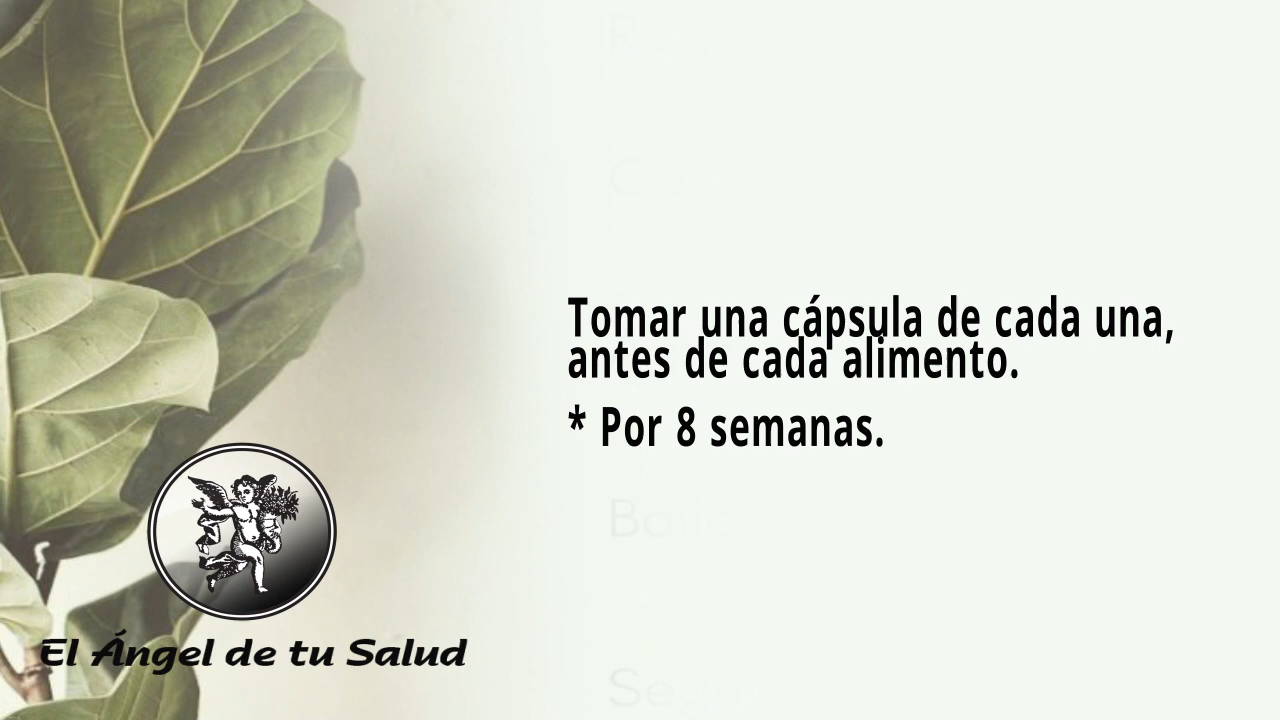 Tomar una cápsula de cada una,
antes de cada alimento.
* Por 8 semanas.
El Ángel de tu Salud